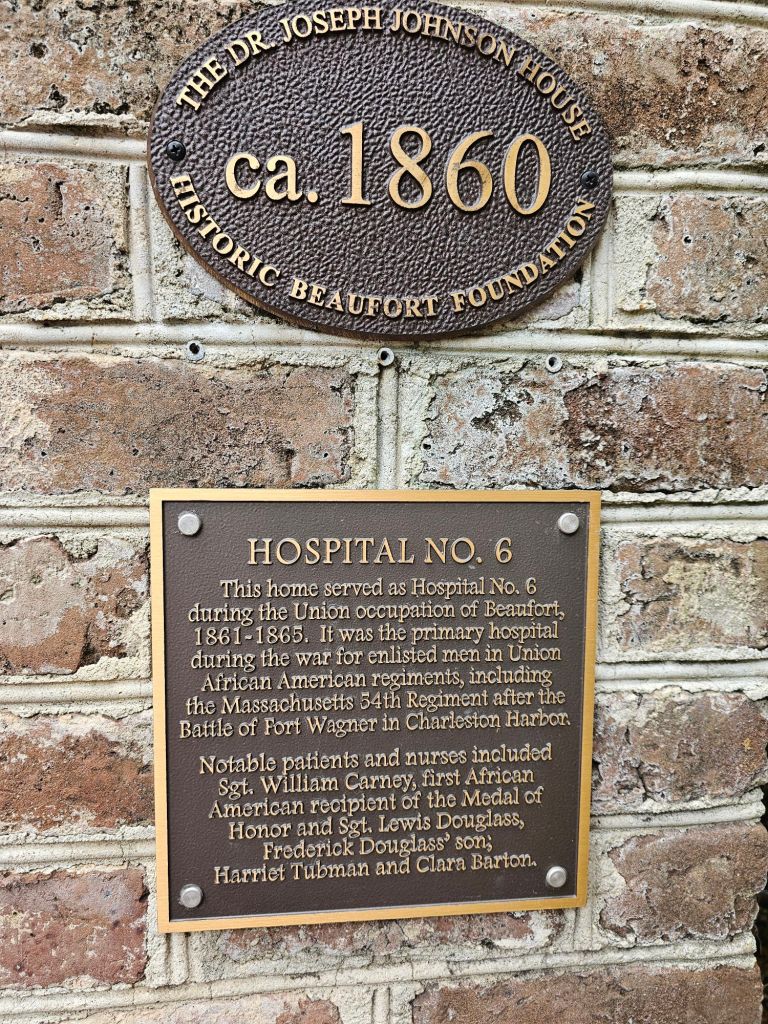 THE DR. JOSEPH JOHNSON HOUSE
ca. 1860
HISTORIC BEAUFORT FOUNDATION
HOSPITAL NO. 6
This home served as Hospital No. 6
during the Union occupation of Beaufort,
1861-1865. It was the primary hospital
during the war for enlisted men in Union
African American regiments, including
the Massachusetts 54th Regiment after the
Battle of Fort Wagner in Charleston Harbor.
Notable patients and nurses included
Sgt. William Carney, first African
American recipient of the Medal of
Honor and Sgt. Lewis Douglass,
Frederick Douglass' son;
Harriet Tubman and Clara Barton.